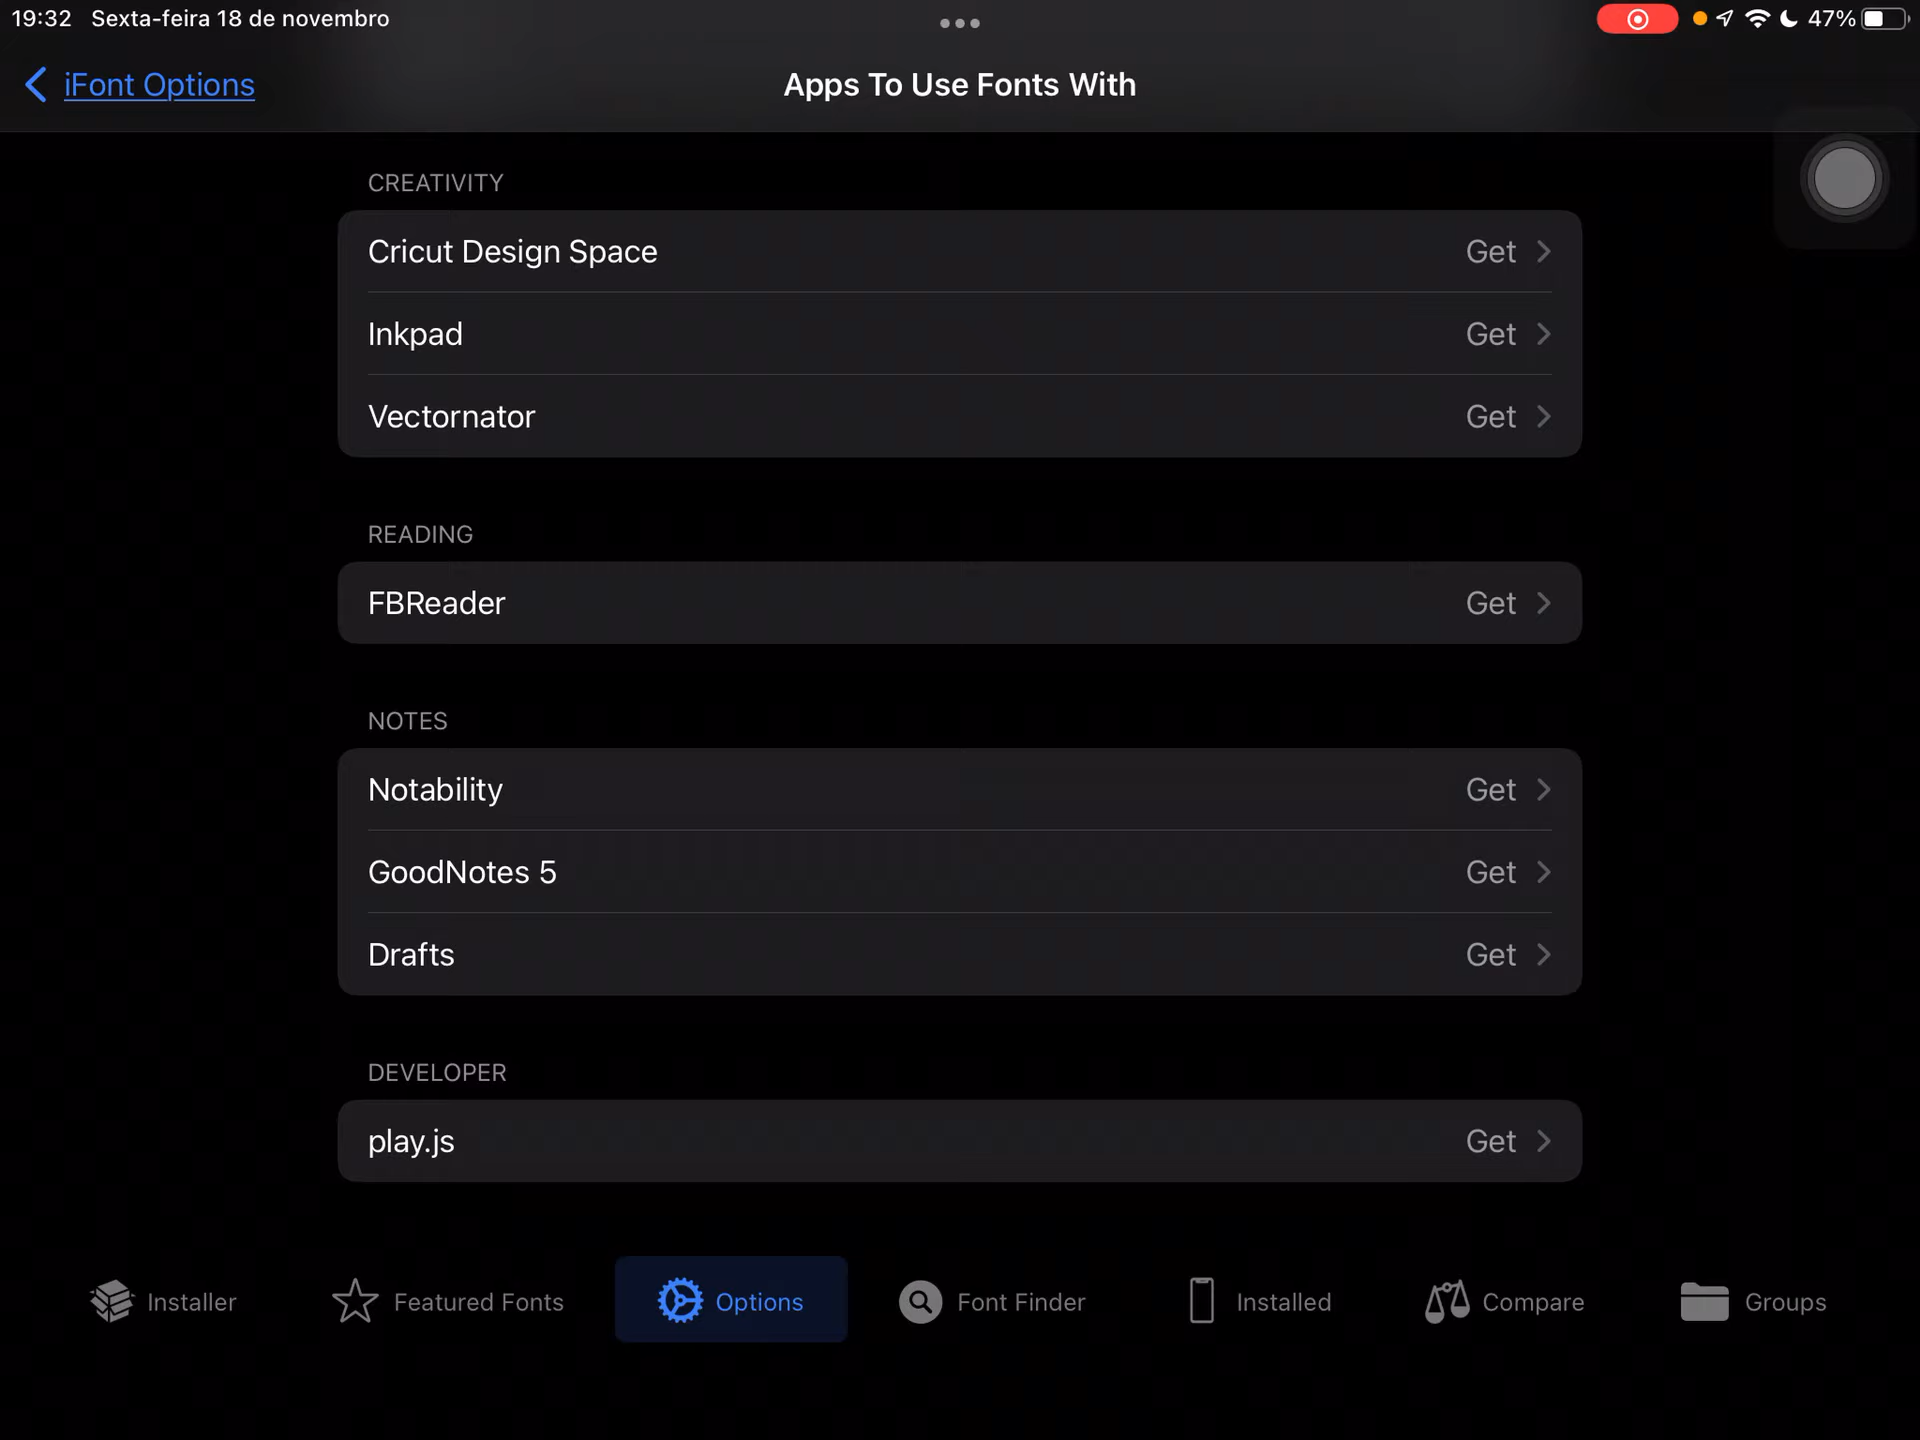 19:32 Sexta-feira 18 de novembro 47%
iFont Options Apps To Use Fonts With
CREATIVITY
Cricut Design Space Get
Inkpad Get
Vectornator Get
READING
FBReader Get
NOTES
Notability Get
GoodNotes 5 Get
Drafts Get
DEVELOPER
play.js Get
Installer Featured Fonts Options Font Finder Installed Compare Groups